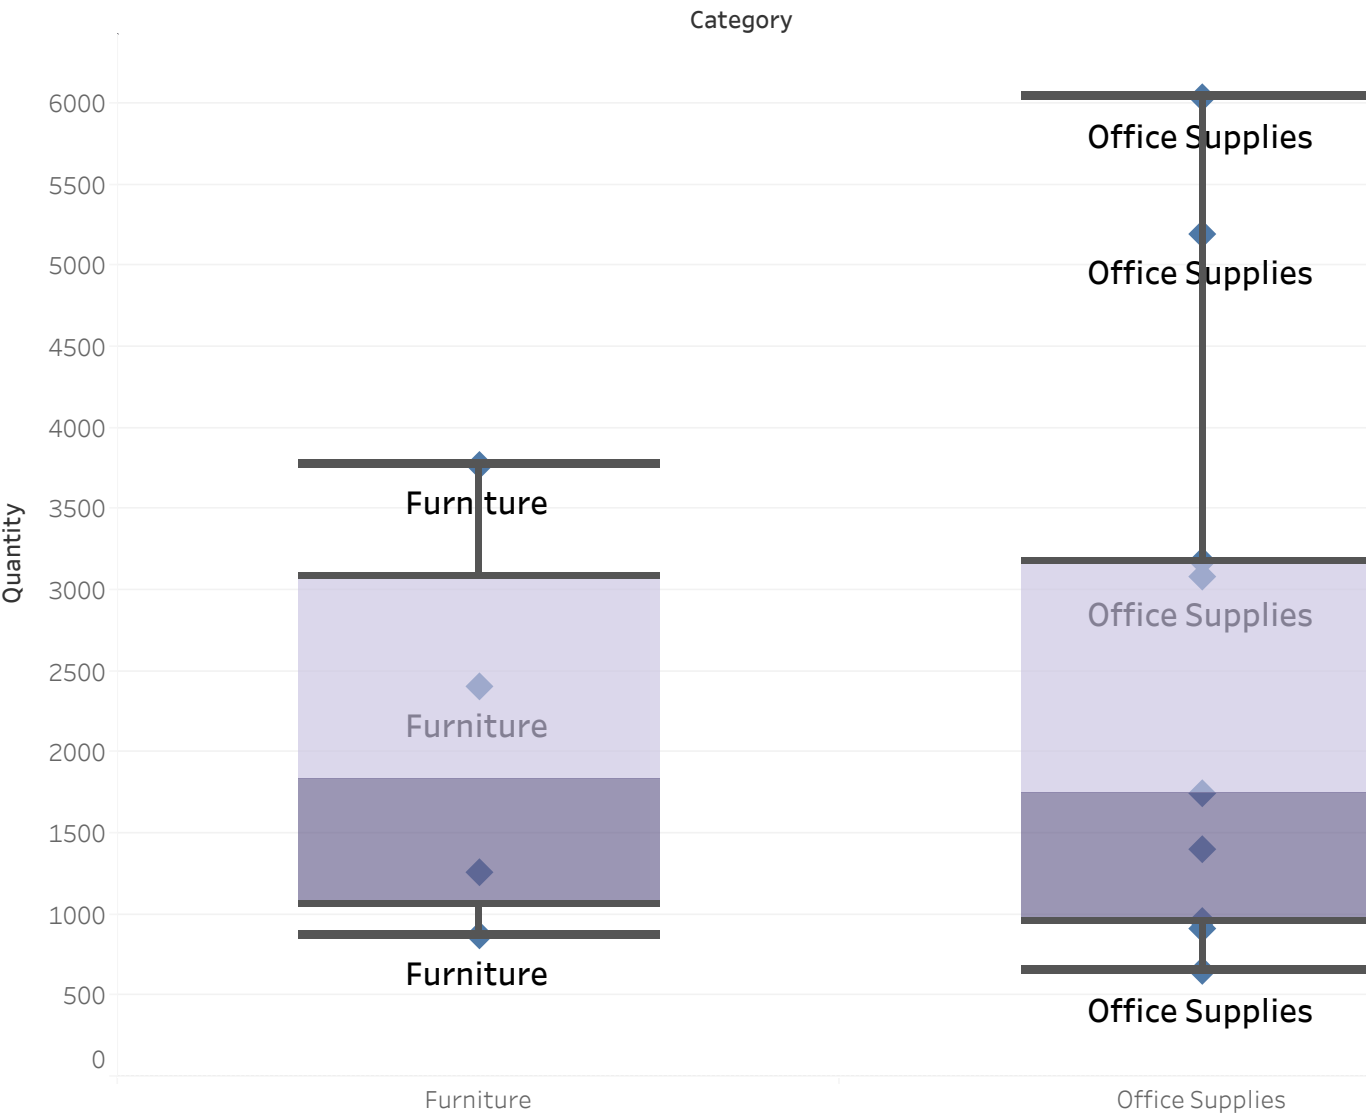 Category
6000
Office Supplies
5500
5000
Office Supplies
4500
4000
Furniture
3500
Quantity
3000
Office Supplies
2500
Furniture
2000
1500
1000
Furniture
500
Office Supplies
0
Furniture
Office Supplies